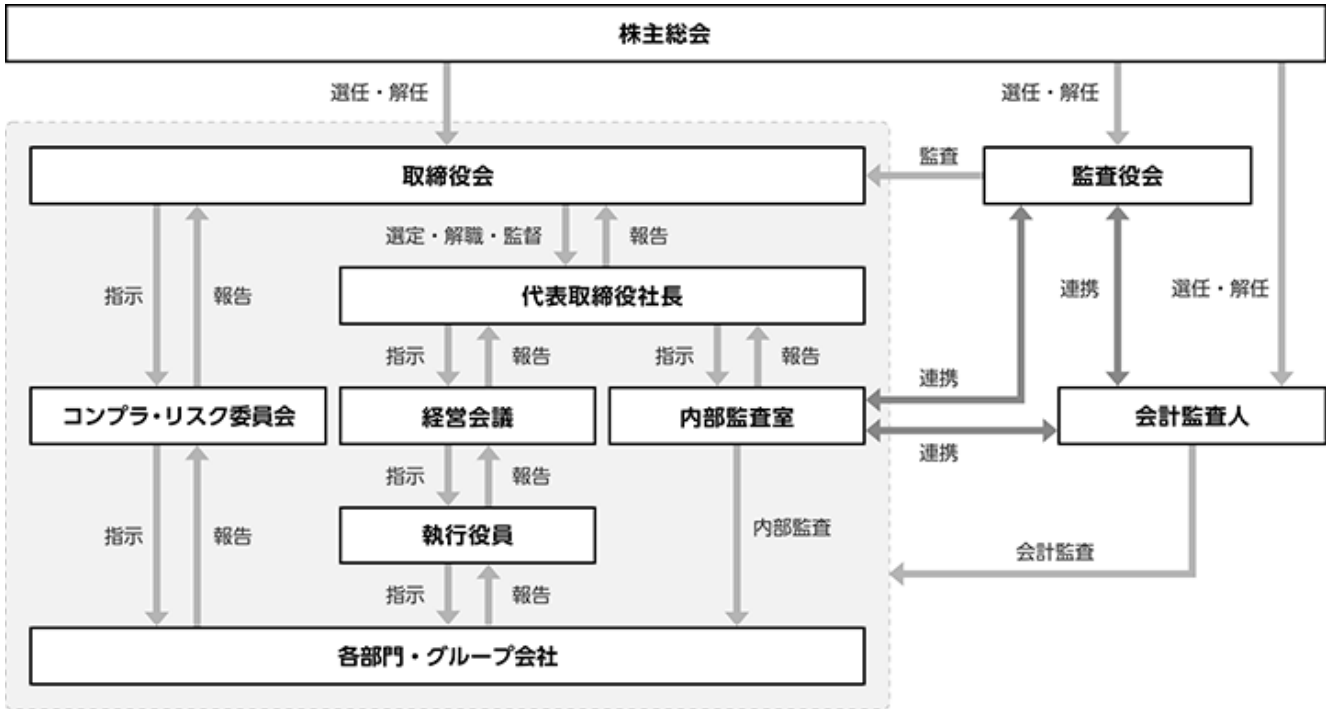 株主総会
選任・解任
選任・解任
取締役会
監査
監査役会
選定・解職・監督
報告
指示
報告
代表取締役社長
連携
選任・解任
指示
報告
指示
報告
連携
コンプラ・リスク委員会
経営会議
内部監査室
会計監査人
連携
指示
報告
指示
報告
執行役員
内部監査
会計監査
指示
報告
各部門・グループ会社